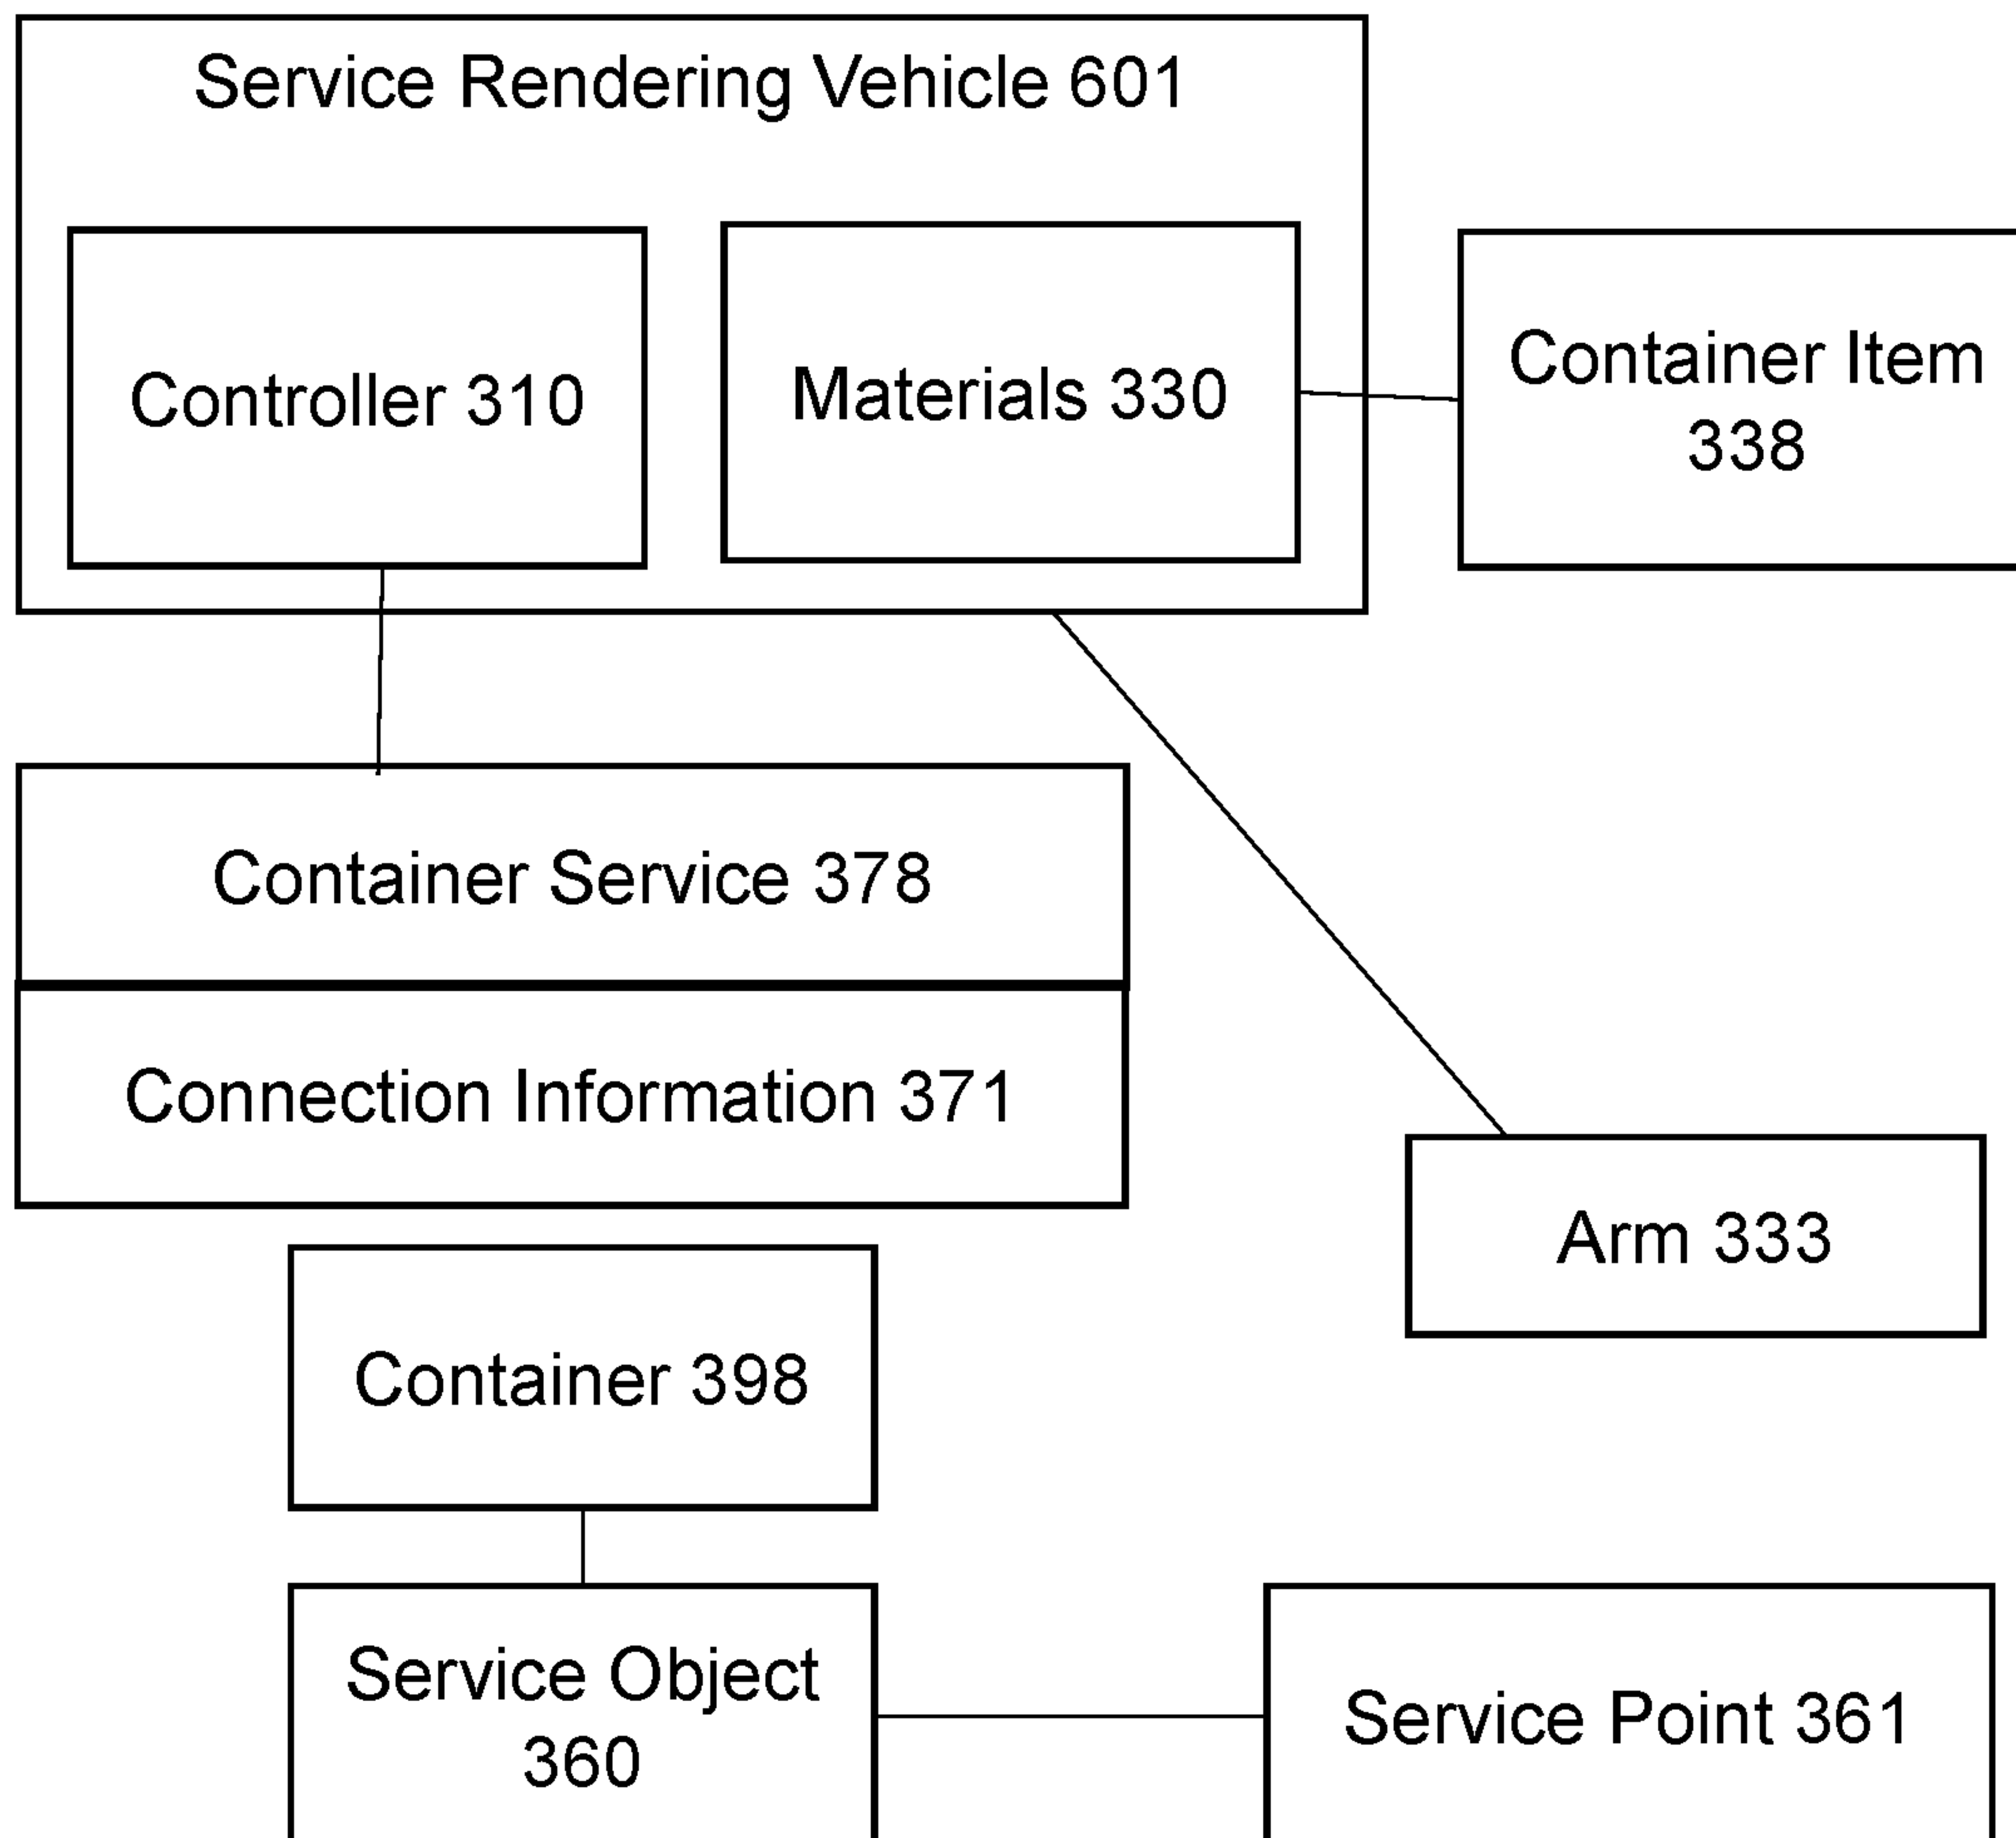 Service Rendering Vehicle 601
Controller 310
Materials 330
Container Item
338
Container Service 378
Connection Information 371
Arm 333
Container 398
Service Object
360
Service Point 361